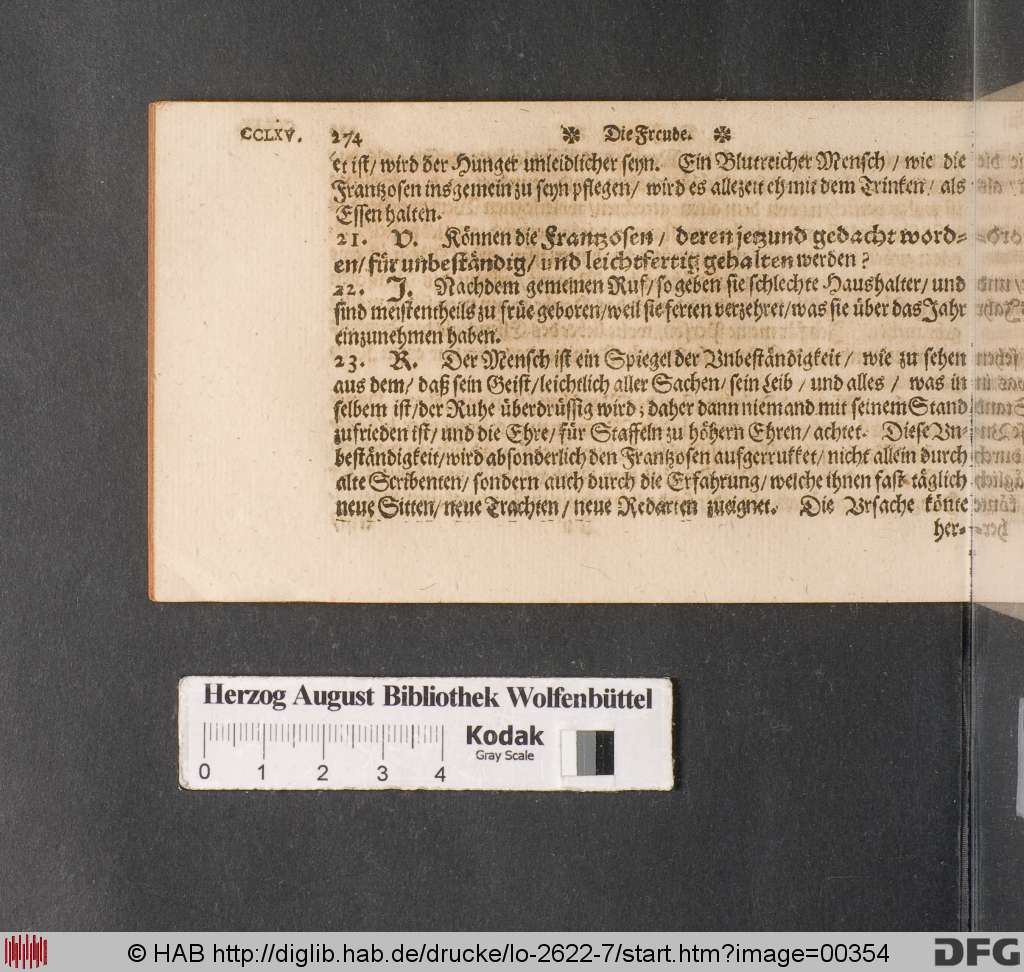 CCLXV. 274 Die Freude.
er ist/ wird der Hunger unleidlicher seyn. Ein Blutreicher Mensch/ wie die
Frantzosen insgemein zu seyn pflegen/ wird es allezeit eh mit dem Trinken/ als
Essen halten.
21. V. Können die Frantzosen/ deren jetzund gedacht word-
en/ für unbeständig/ und leichtfertig gehalten werden?
22. J. Nachdem gemeinen Ruf/ so geben sie schlechte Haushalter/ und
sind meistentheils zu früe geboren/ weil sie ferten verzehret/ was sie über das Jahr
einzunehmen haben.
23. R. Der Mensch ist ein Spiegel der Vnbeständigkeit/ wie zu sehen
aus dem/ daß sein Geist/ leichtlich aller Sachen/ sein Leib/ und alles/ was in
selbem ist/ der Ruhe überdrüssig wird; daher dann niemand mit seinem Stand
zufrieden ist/ und die Ehre/ für Staffeln zu höhern Ehren/ achtet. Diese Vn-
beständigkeit/ wird absonderlich den Frantzosen aufgerrukket/ nicht allein durch
alte Scribenten/ sondern auch durch die Erfahrung/ welche ihnen fast täglich
neue Sitten/ neue Trachten/ neue Redarten zueignet. Die Vrsache könte
her-
Herzog August Bibliothek Wolfenbüttel
Kodak
Gray Scale
0 1 2 3 4
© HAB http://diglib.hab.de/drucke/lo-2622-7/start.htm?image=00354
DFG